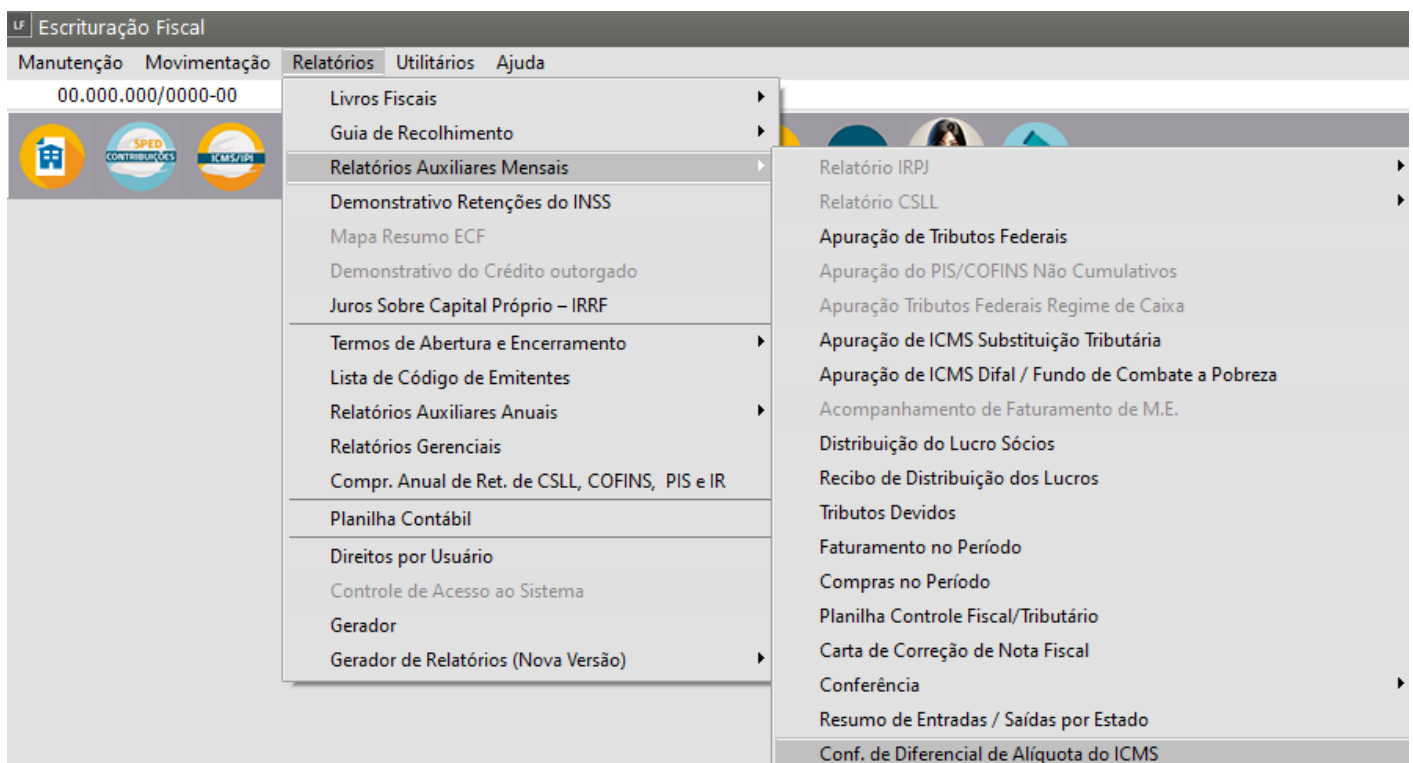 LF Escrituração Fiscal
Manutenção Movimentação Relatórios Utilitários Ajuda
00.000.000/0000-00
SPED
CONTRIBUIÇÕES
ICMS/IPI
Livros Fiscais
Guia de Recolhimento
Relatórios Auxiliares Mensais
Demonstrativo Retenções do INSS
Mapa Resumo ECF
Demonstrativo do Crédito outorgado
Juros Sobre Capital Próprio – IRRF
Termos de Abertura e Encerramento
Lista de Código de Emitentes
Relatórios Auxiliares Anuais
Relatórios Gerenciais
Compr. Anual de Ret. de CSLL, COFINS, PIS e IR
Planilha Contábil
Direitos por Usuário
Controle de Acesso ao Sistema
Gerador
Gerador de Relatórios (Nova Versão)
Relatório IRPJ
Relatório CSLL
Apuração de Tributos Federais
Apuração do PIS/COFINS Não Cumulativos
Apuração Tributos Federais Regime de Caixa
Apuração de ICMS Substituição Tributária
Apuração de ICMS Difal / Fundo de Combate a Pobreza
Acompanhamento de Faturamento de M.E.
Distribuição do Lucro Sócios
Recibo de Distribuição dos Lucros
Tributos Devidos
Faturamento no Período
Compras no Período
Planilha Controle Fiscal/Tributário
Carta de Correção de Nota Fiscal
Conferência
Resumo de Entradas / Saídas por Estado
Conf. de Diferencial de Alíquota do ICMS